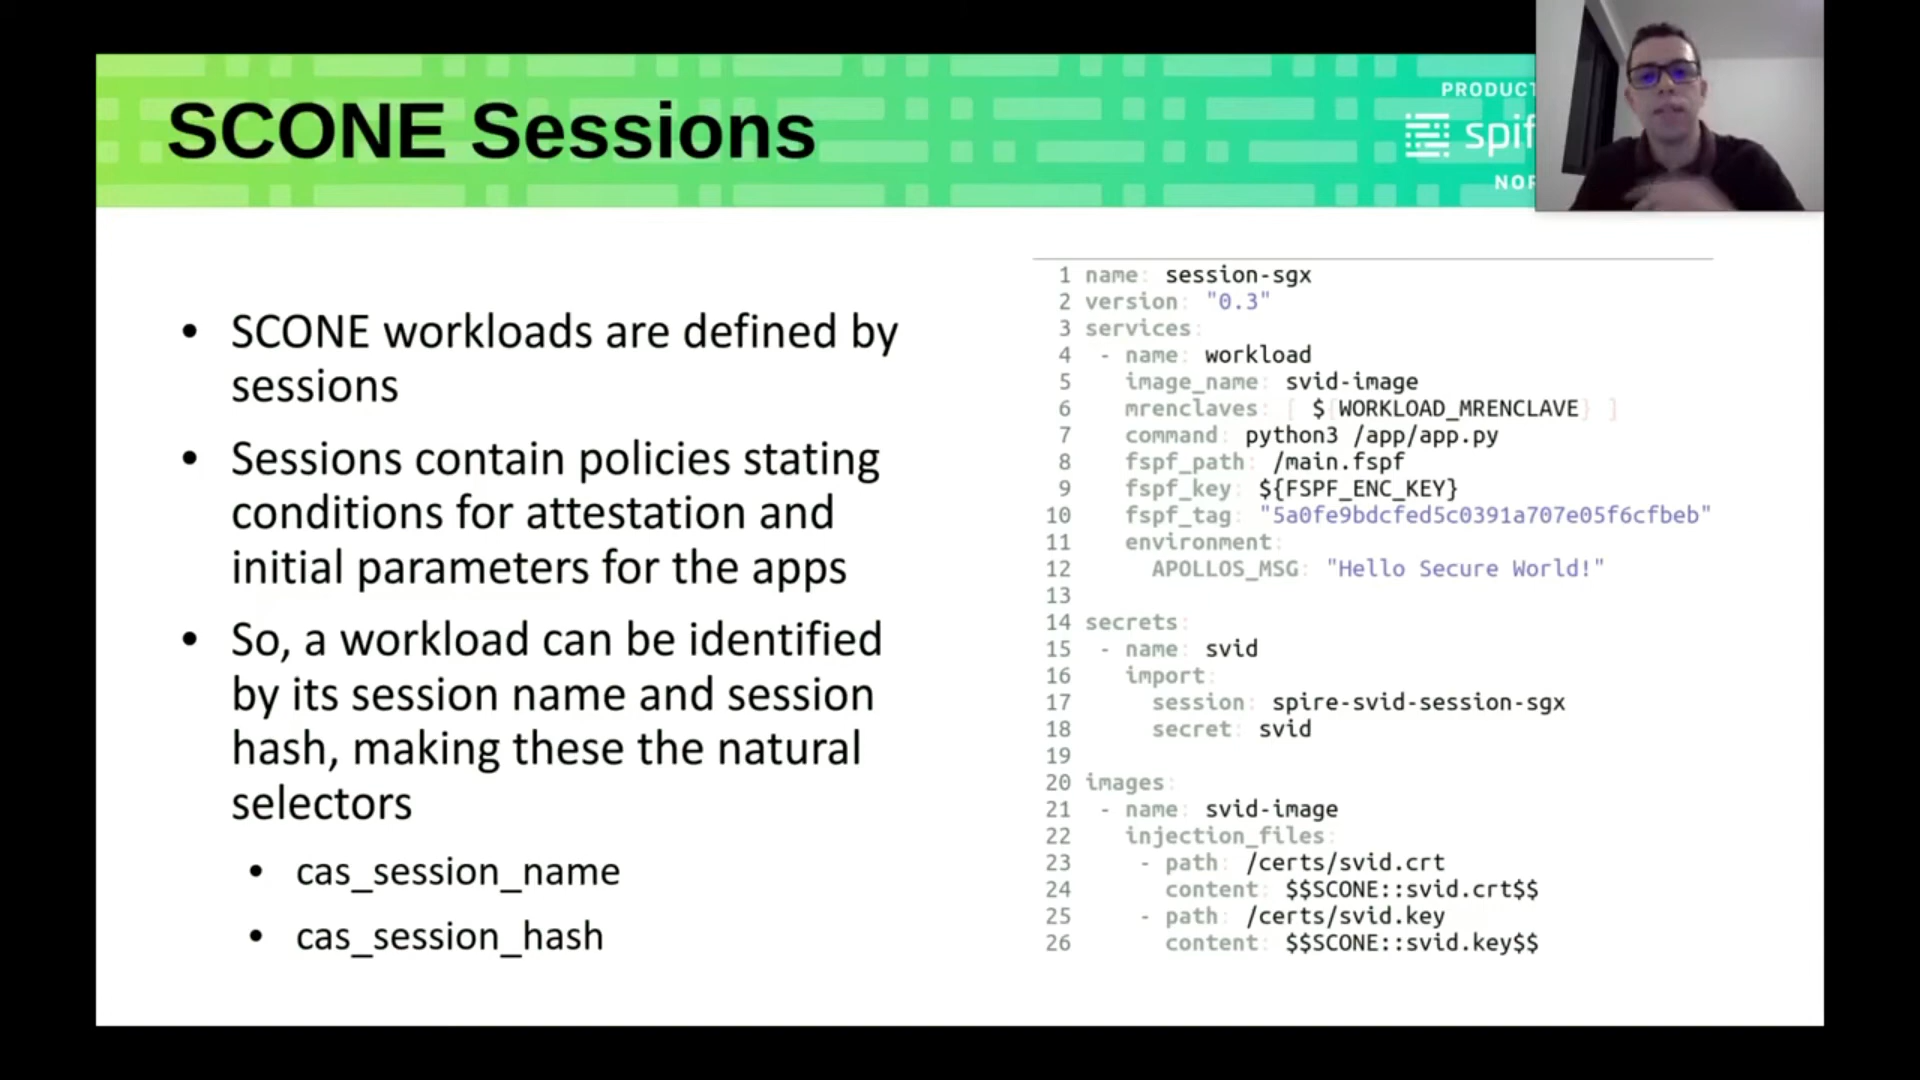 SCONE Sessions
PRODUCT
spif
NOR
• SCONE workloads are defined by
sessions
• Sessions contain policies stating
conditions for attestation and
initial parameters for the apps
• So, a workload can be identified
by its session name and session
hash, making these the natural
selectors
• cas_session_name
• cas_session_hash
1 name: session-sgx
2 version: "0.3"
3 services:
4 - name: workload
5 image_name: svid-image
6 mrenclaves: [ ${WORKLOAD_MRENCLAVE} ]
7 command: python3 /app/app.py
8 fspf_path: /main.fspf
9 fspf_key: ${FSPF_ENC_KEY}
10 fspf_tag: "5a0fe9bdcfed5c0391a707e05f6cfbeb"
11 environment:
12 APOLLOS_MSG: "Hello Secure World!"
13
14 secrets:
15 - name: svid
16 import:
17 session: spire-svid-session-sgx
18 secret: svid
19
20 images:
21 - name: svid-image
22 injection_files:
23 - path: /certs/svid.crt
24 content: $$SCONE::svid.crt$$
25 - path: /certs/svid.key
26 content: $$SCONE::svid.key$$